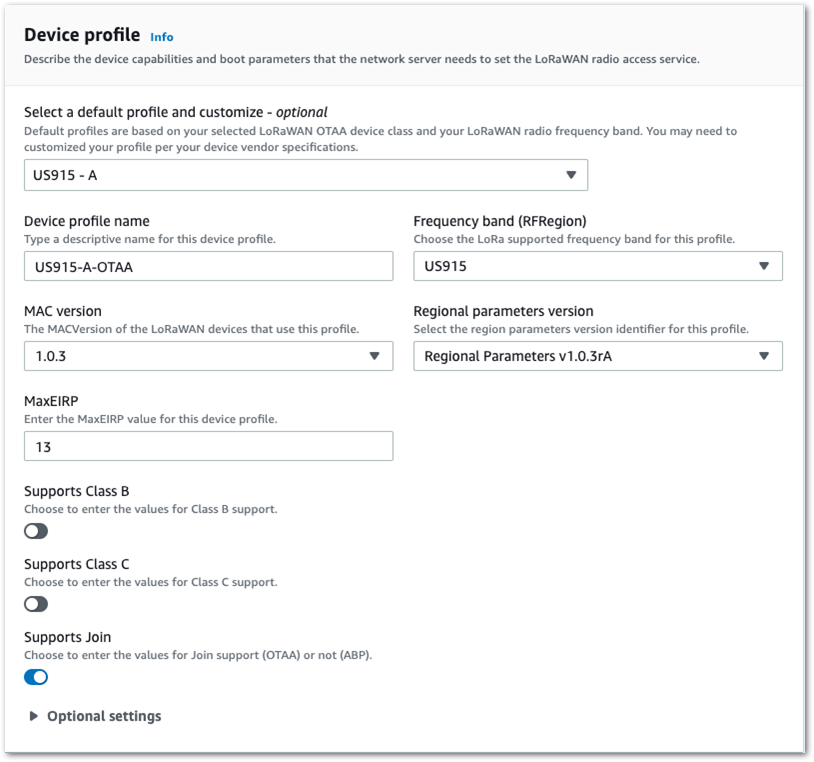 Device profile Info
Describe the device capabilities and boot parameters that the network server needs to set the LoRaWAN radio access service.
Select a default profile and customize - optional
Default profiles are based on your selected LoRaWAN OTAA device class and your LoRaWAN radio frequency band. You may need to
customized your profile per your device vendor specifications.
US915 - A
Device profile name
Type a descriptive name for this device profile.
US915-A-OTAA
Frequency band (RFRegion)
Choose the LoRa supported frequency band for this profile.
US915
MAC version
The MACVersion of the LoRaWAN devices that use this profile.
1.0.3
Regional parameters version
Select the region parameters version identifier for this profile.
Regional Parameters v1.0.3rA
MaxEIRP
Enter the MaxEIRP value for this device profile.
13
Supports Class B
Choose to enter the values for Class B support.
Supports Class C
Choose to enter the values for Class C support.
Supports Join
Choose to enter the values for Join support (OTAA) or not (ABP).
Optional settings